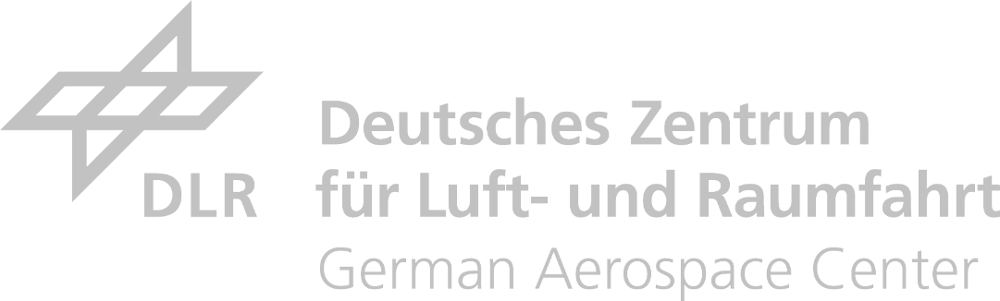 DLR
Deutsches Zentrum
für Luft- und Raumfahrt
German Aerospace Center